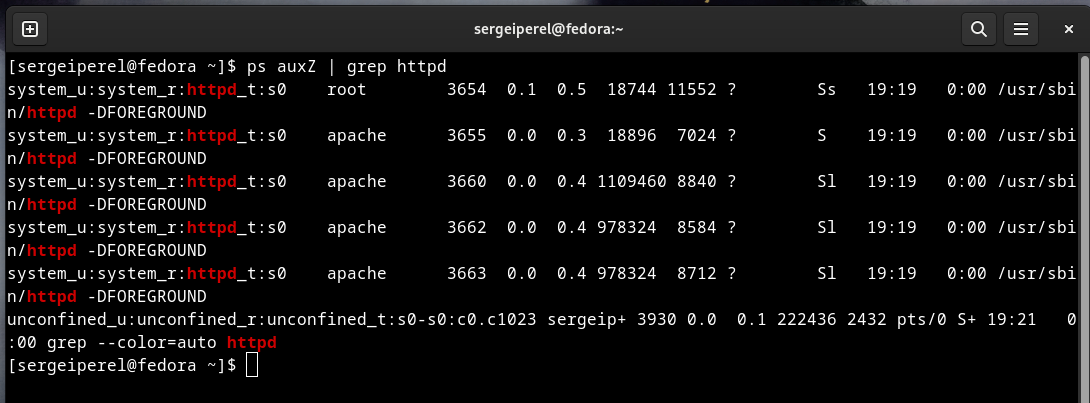 sergeiperel@fedora:~
[sergeiperel@fedora ~]$ ps auxZ | grep httpd
system_u:system_r:httpd_t:s0    root        3654  0.1  0.5  18744 11552 ?        Ss   19:19   0:00 /usr/sbi
n/httpd -DFOREGROUND
system_u:system_r:httpd_t:s0    apache      3655  0.0  0.3  18896  7024 ?        S    19:19   0:00 /usr/sbi
n/httpd -DFOREGROUND
system_u:system_r:httpd_t:s0    apache      3660  0.0  0.4 1109460 8840 ?        Sl   19:19   0:00 /usr/sbi
n/httpd -DFOREGROUND
system_u:system_r:httpd_t:s0    apache      3662  0.0  0.4 978324  8584 ?        Sl   19:19   0:00 /usr/sbi
n/httpd -DFOREGROUND
system_u:system_r:httpd_t:s0    apache      3663  0.0  0.4 978324  8712 ?        Sl   19:19   0:00 /usr/sbi
n/httpd -DFOREGROUND
unconfined_u:unconfined_r:unconfined_t:s0-s0:c0.c1023 sergeip+ 3930 0.0  0.1 222436 2432 pts/0 S+ 19:21   0
:00 grep --color=auto httpd
[sergeiperel@fedora ~]$